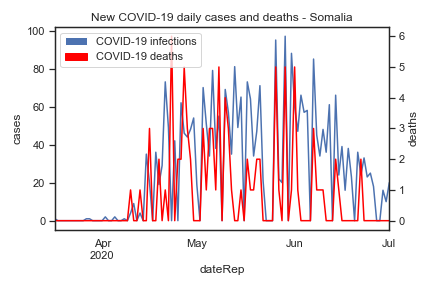 New COVID-19 daily cases and deaths - Somalia
COVID-19 infections
COVID-19 deaths
100
80
60
40
20
0
cases
6
5
4
3
2
1
0
deaths
Apr
2020
May
Jun
Jul
dateRep